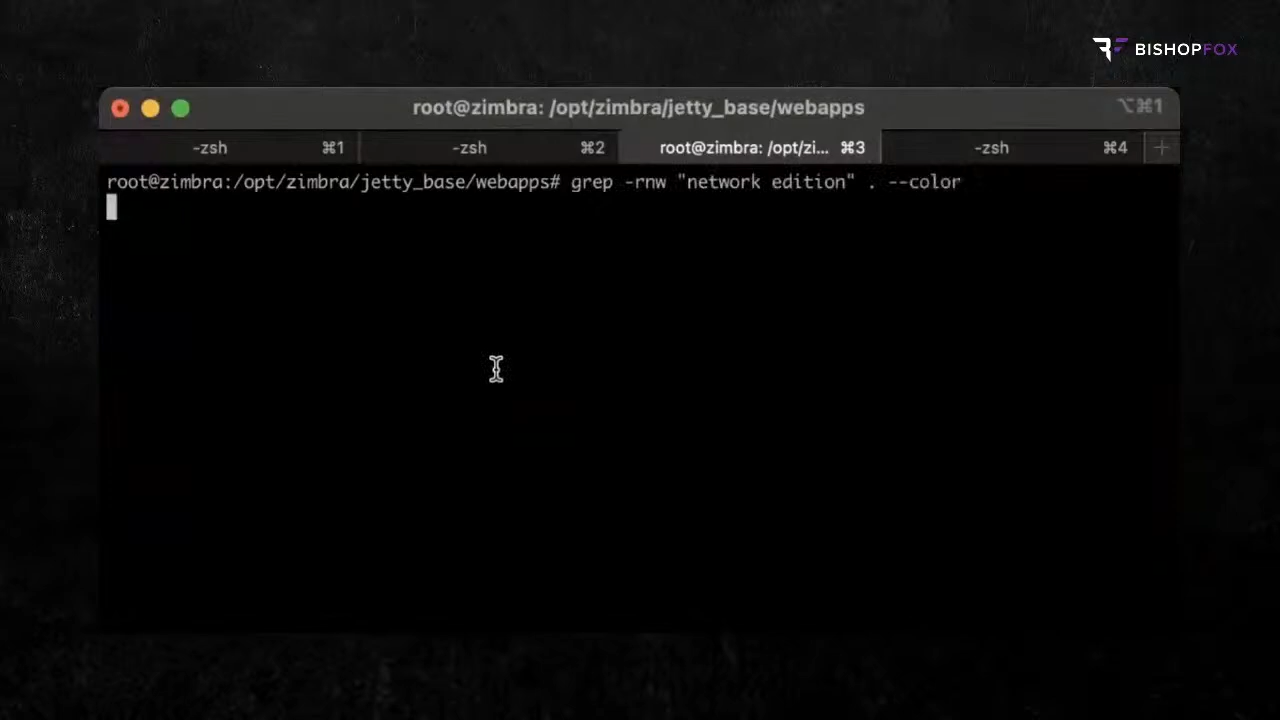 BISHOPFOX
root@zimbra: /opt/zimbra/jetty_base/webapps
⌥⌘1
-zsh ⌘1
-zsh ⌘2
root@zimbra: /opt/zi... ⌘3
-zsh ⌘4
root@zimbra:/opt/zimbra/jetty_base/webapps# grep -rnw "network edition" . --color